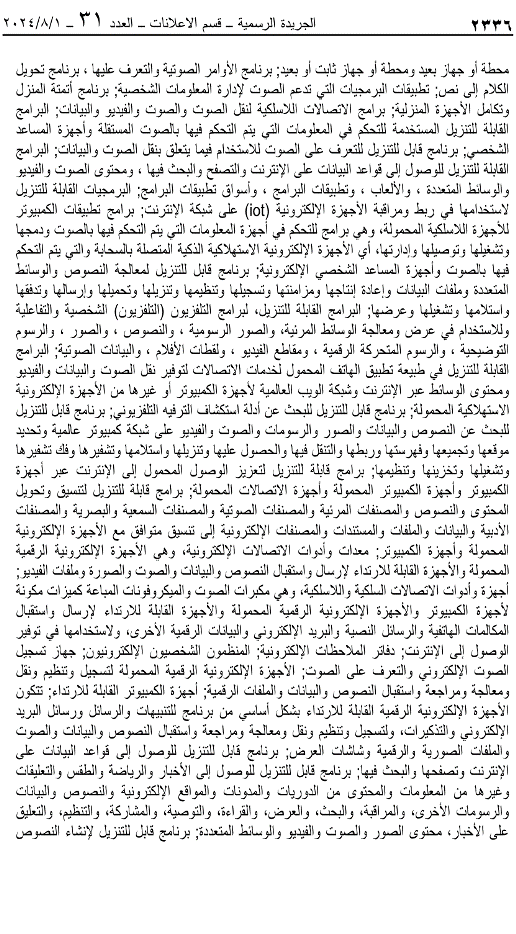 ٢٣٣٦
الجريدة الرسمية – قسم الاعلانات – العدد ٣١ – ٢٠٢٤/٨/١
محطة أو جهاز بعيد ومحطة أو جهاز ثابت أو بعيد; برنامج الأوامر الصوتية والتعرف عليها ، برنامج تحويل
الكلام إلى نص; تطبيقات البرمجيات التي تدعم الصوت لإدارة المعلومات الشخصية; برنامج أتمتة المنزل
وتكامل الأجهزة المنزلية; برامج الاتصالات اللاسلكية لنقل الصوت والصوت والفيديو والبيانات; البرامج
القابلة للتنزيل المستخدمة للتحكم في المعلومات التي يتم التحكم فيها بالصوت المستقلة وأجهزة المساعد
الشخصي; برنامج قابل للتنزيل للتعرف على الصوت للاستخدام فيما يتعلق بنقل الصوت والبيانات; البرامج
القابلة للتنزيل للوصول إلى قواعد البيانات على الإنترنت والتصفح والبحث فيها ، ومحتوى الصوت والفيديو
والوسائط المتعددة ، والألعاب ، وتطبيقات البرامج ، وأسواق تطبيقات البرامج; البرمجيات القابلة للتنزيل
لاستخدامها في ربط ومراقبة الأجهزة الإلكترونية (iot) على شبكة الإنترنت; برامج تطبيقات الكمبيوتر
للأجهزة اللاسلكية المحمولة، وهي برامج للتحكم في أجهزة المعلومات التي يتم التحكم فيها بالصوت ودمجها
وتشغيلها وتوصيلها وإدارتها، أي الأجهزة الإلكترونية الاستهلاكية الذكية المتصلة بالسحابة والتي يتم التحكم
فيها بالصوت وأجهزة المساعد الشخصي الإلكترونية; برنامج قابل للتنزيل لمعالجة النصوص والوسائط
المتعددة وملفات البيانات وإعادة إنتاجها ومزامنتها وتسجيلها وتنظيمها وتنزيلها وتحميلها وإرسالها وتدفقها
واستلامها وتشغيلها وعرضها; البرامج القابلة للتنزيل، لبرامج التلفزيون (التلفزيون) الشخصية والتفاعلية
وللاستخدام في عرض ومعالجة الوسائط المرئية، والصور الرسومية ، والنصوص ، والصور ، والرسوم
التوضيحية ، والرسوم المتحركة الرقمية ، ومقاطع الفيديو ، ولقطات الأفلام ، والبيانات الصوتية; البرامج
القابلة للتنزيل في طبيعة تطبيق الهاتف المحمول لخدمات الاتصالات لتوفير نقل الصوت والبيانات والفيديو
ومحتوى الوسائط عبر الإنترنت وشبكة الويب العالمية لأجهزة الكمبيوتر أو غيرها من الأجهزة الإلكترونية
الاستهلاكية المحمولة; برنامج قابل للتنزيل للبحث عن أدلة استكشاف الترفيه التلفزيوني; برنامج قابل للتنزيل
للبحث عن النصوص والبيانات والصور والرسومات والصوت والفيديو على شبكة كمبيوتر عالمية وتحديد
موقعها وتجميعها وفهرستها وربطها والتنقل فيها والحصول عليها وتنزيلها واستلامها وتشفيرها وفك تشفيرها
وتشغيلها وتخزينها وتنظيمها; برامج قابلة للتنزيل لتعزيز الوصول المحمول إلى الإنترنت عبر أجهزة
الكمبيوتر وأجهزة الكمبيوتر المحمولة وأجهزة الاتصالات المحمولة; برامج قابلة للتنزيل لتنسيق وتحويل
المحتوى والنصوص والمصنفات المرئية والمصنفات الصوتية والمصنفات السمعية والبصرية والمصنفات
الأدبية والبيانات والملفات والمستندات والمصنفات الإلكترونية إلى تنسيق متوافق مع الأجهزة الإلكترونية
المحمولة وأجهزة الكمبيوتر; معدات وأدوات الاتصالات الإلكترونية، وهي الأجهزة الإلكترونية الرقمية
المحمولة والأجهزة القابلة للارتداء لإرسال واستقبال النصوص والبيانات والصوت والصورة وملفات الفيديو;
أجهزة وأدوات الاتصالات السلكية واللاسلكية، وهي مكبرات الصوت والميكروفونات المباعة كميزات مكونة
لأجهزة الكمبيوتر والأجهزة الإلكترونية الرقمية المحمولة والأجهزة القابلة للارتداء لإرسال واستقبال
المكالمات الهاتفية والرسائل النصية والبريد الإلكتروني والبيانات الرقمية الأخرى، ولاستخدامها في توفير
الوصول إلى الإنترنت; دفاتر الملاحظات الإلكترونية; المنظمون الشخصيون الإلكترونيون; جهاز تسجيل
الصوت الإلكتروني والتعرف على الصوت; الأجهزة الإلكترونية الرقمية المحمولة لتسجيل وتنظيم ونقل
ومعالجة ومراجعة واستقبال النصوص والبيانات والملفات الرقمية; أجهزة الكمبيوتر القابلة للارتداء; تتكون
الأجهزة الإلكترونية الرقمية القابلة للارتداء بشكل أساسي من برنامج للتنبيهات والرسائل ورسائل البريد
الإلكتروني والتذكيرات، ولتسجيل وتنظيم ونقل ومعالجة ومراجعة واستقبال النصوص والبيانات والصوت
والملفات الصورية والرقمية وشاشات العرض; برنامج قابل للتنزيل للوصول إلى قواعد البيانات على
الإنترنت وتصفحها والبحث فيها; برنامج قابل للتنزيل للوصول إلى الأخبار والرياضة والطقس والتعليقات
وغيرها من المعلومات والمحتوى من الدوريات والمدونات والمواقع الإلكترونية والنصوص والبيانات
والرسومات الأخرى، والمراقبة، والبحث، والعرض، والقراءة، والتوصية، والمشاركة، والتنظيم، والتعليق
على الأخبار، محتوى الصور والصوت والفيديو والوسائط المتعددة; برنامج قابل للتنزيل لإنشاء النصوص